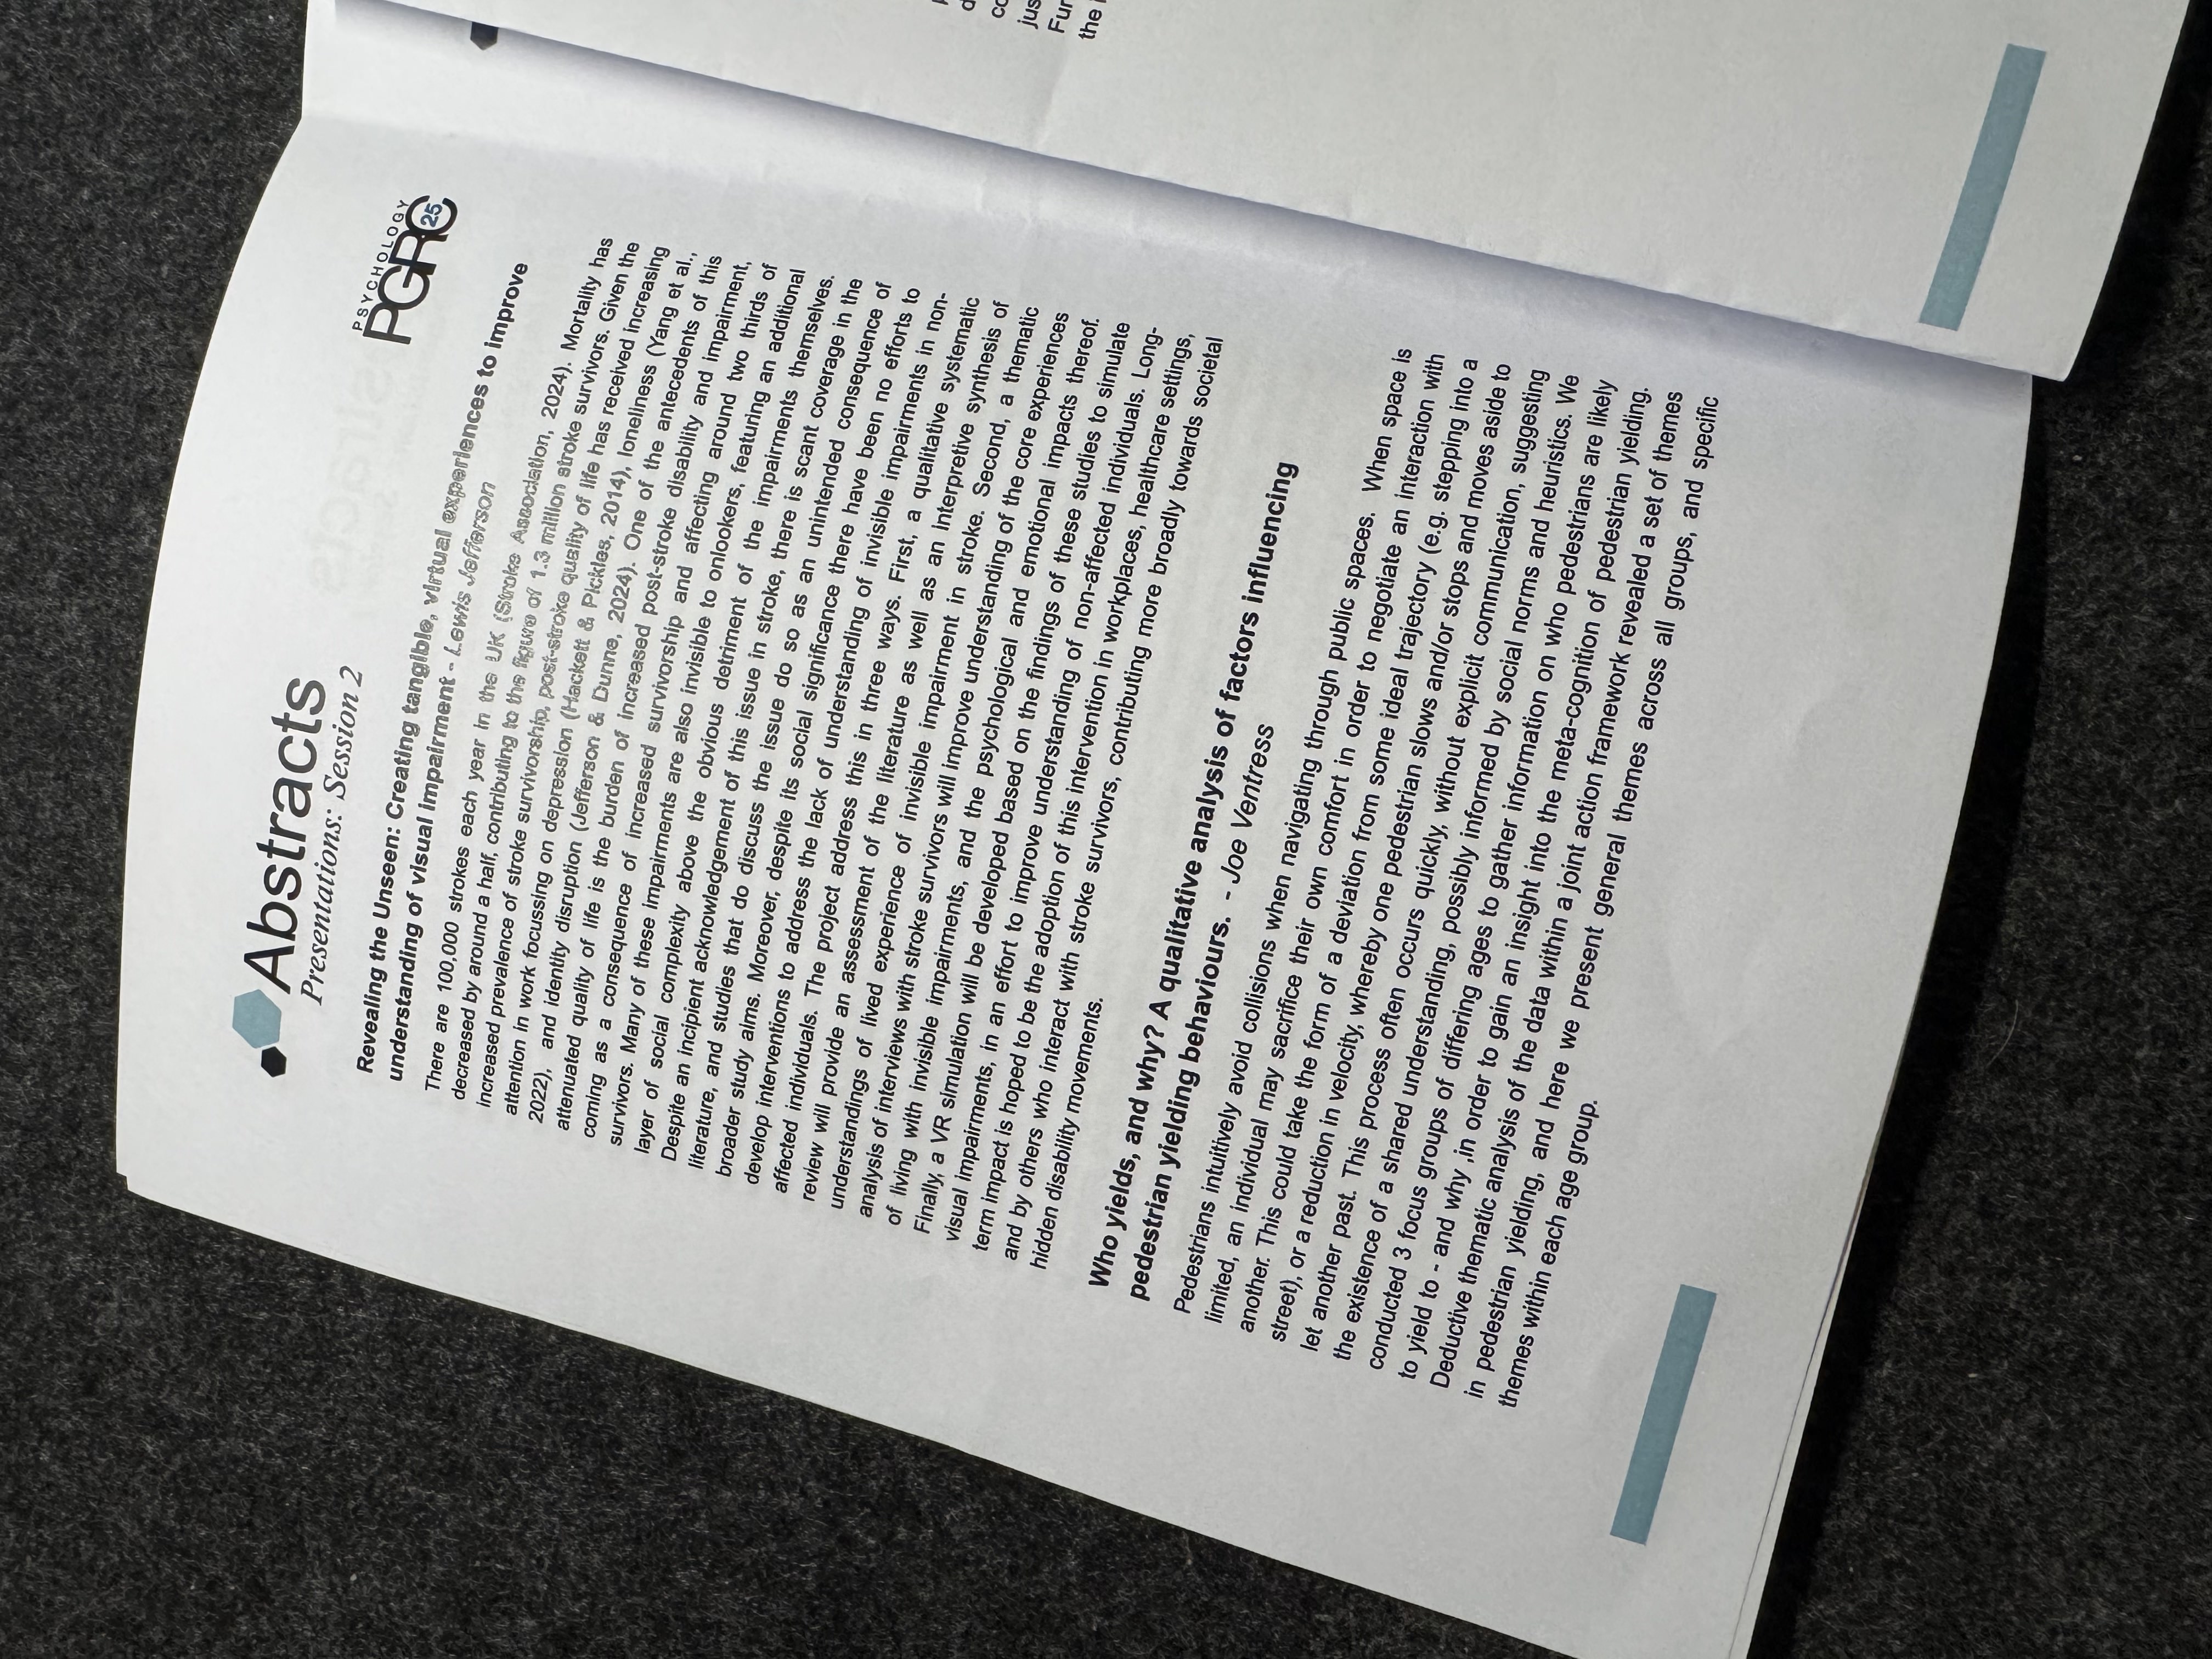 Abstracts
Presentations: Session 2
PSYCHOLOGY
PGRC
25
Revealing the Unseen: Creating tangible, virtual experiences to improve
understanding of visual impairment - Lewis Jefferson
There are 100,000 strokes each year in the UK (Stroke Association, 2024). Mortality has
decreased by around a half, contributing to the figure of 1.3 million stroke survivors. Given the
increased prevalence of stroke survivorship, post-stroke quality of life has received increasing
attention in work focussing on depression (Hackett & Pickles, 2014), loneliness (Yang et al.,
2022), and identity disruption (Jefferson & Dunne, 2024). One of the antecedents of this
attenuated quality of life is the burden of increased post-stroke disability and impairment,
coming as a consequence of increased survivorship and affecting around two thirds of
survivors. Many of these impairments are also invisible to onlookers, featuring an additional
layer of social complexity above the obvious detriment of the impairments themselves.
Despite an incipient acknowledgement of this issue in stroke, there is scant coverage in the
literature, and studies that do discuss the issue do so as an unintended consequence of
broader study aims. Moreover, despite its social significance there have been no efforts to
develop interventions to address the lack of understanding of invisible impairments in non-
affected individuals. The project address this in three ways. First, a qualitative systematic
review will provide an assessment of the literature as well as an Interpretive synthesis of
understandings of lived experience of invisible impairment in stroke. Second, a thematic
analysis of interviews with stroke survivors will improve understanding of the core experiences
of living with invisible impairments, and the psychological and emotional impacts thereof.
Finally, a VR simulation will be developed based on the findings of these studies to simulate
visual impairments, in an effort to improve understanding of non-affected individuals. Long-
term impact is hoped to be the adoption of this intervention in workplaces, healthcare settings,
and by others who interact with stroke survivors, contributing more broadly towards societal
hidden disability movements.
Who yields, and why? A qualitative analysis of factors influencing
pedestrian yielding behaviours. - Joe Ventress
Pedestrians intuitively avoid collisions when navigating through public spaces. When space is
limited, an individual may sacrifice their own comfort in order to negotiate an interaction with
another. This could take the form of a deviation from some ideal trajectory (e.g. stepping into a
street), or a reduction in velocity, whereby one pedestrian slows and/or stops and moves aside to
let another past. This process often occurs quickly, without explicit communication, suggesting
the existence of a shared understanding, possibly informed by social norms and heuristics. We
conducted 3 focus groups of differing ages to gather information on who pedestrians are likely
to yield to - and why ,in order to gain an insight into the meta-cognition of pedestrian yielding.
Deductive thematic analysis of the data within a joint action framework revealed a set of themes
in pedestrian yielding, and here we present general themes across all groups, and specific
themes within each age group.
jus
Fur
the